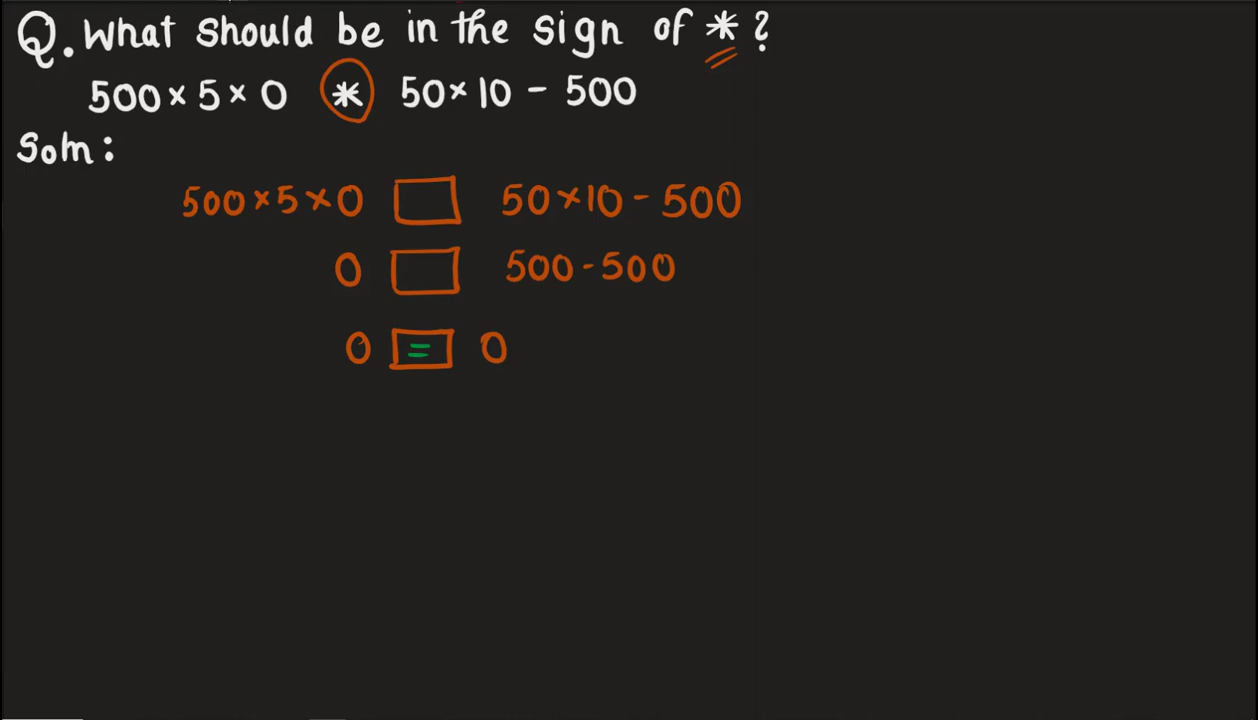 Q. What should be in the sign of * ?
500 × 5 × 0 * 50 × 10 - 500
Soln :
500 × 5 × 0 □ 50 × 10 - 500
0 □ 500 - 500
0 = 0